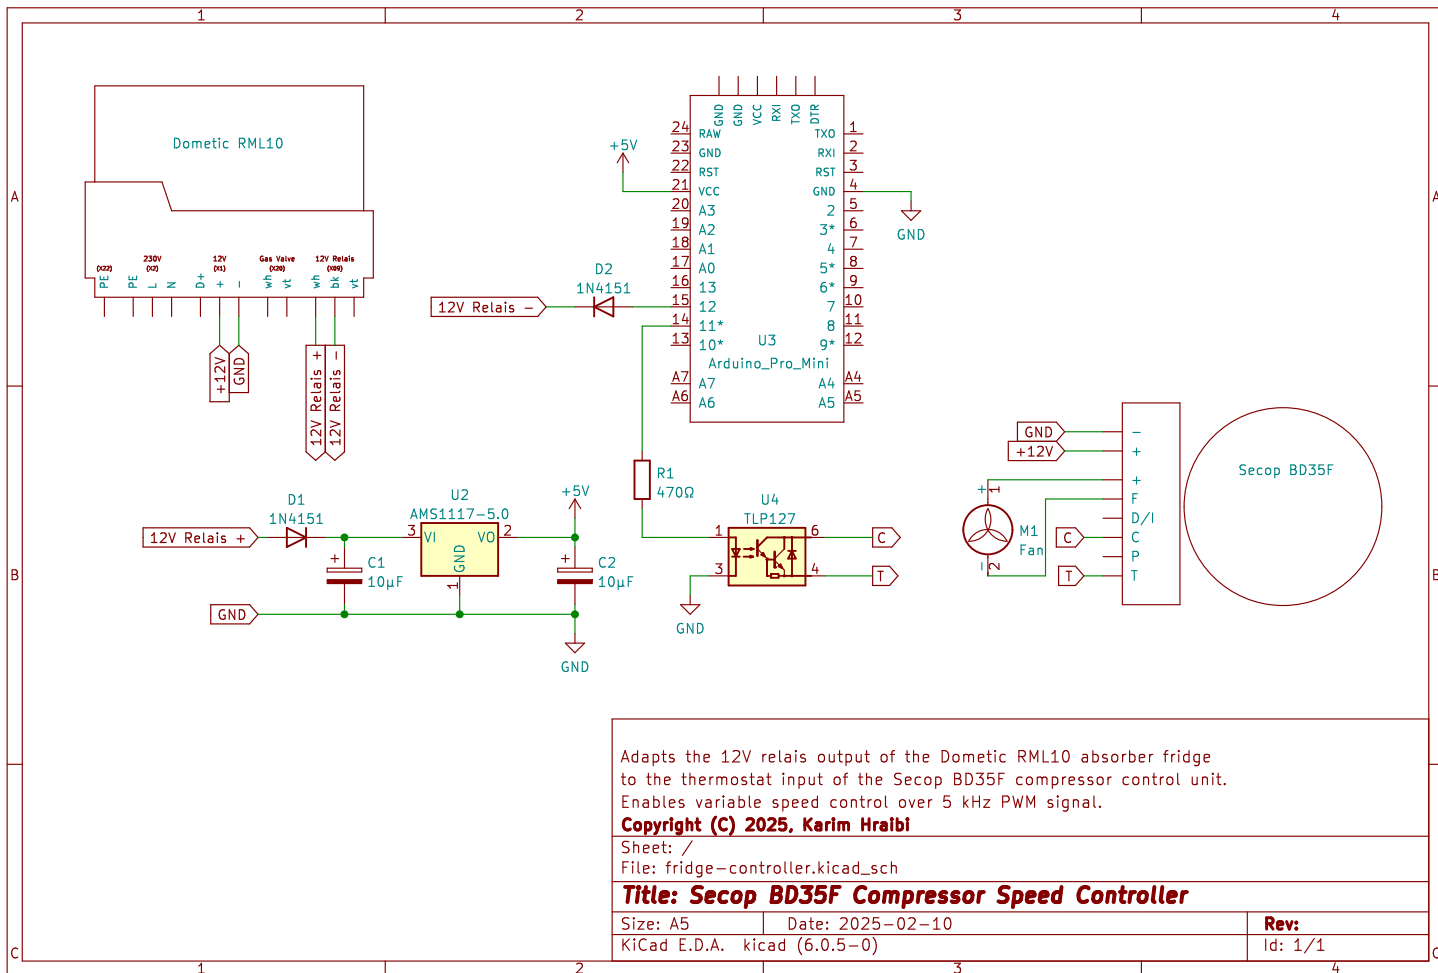 1 2 3 4
A
B
C
A
B
C
1 2 3 4
Dometic RML10
230V 12V Gas Valve 12V Relais
(X22) (X2) (X1) (X20) (X09)
PE PE L N D+ + - wh vt wh bk vt
+12V
GND
12V Relais +
12V Relais -
GND GND VCC RXI TXO DTR
24 RAW TXO 1
23 GND RXI 2
22 RST RST 3
21 VCC GND 4
20 A3 2 5
19 A2 3* 6
18 A1 4 7
17 A0 5* 8
16 13 6* 9
15 12 7 10
14 11* 8 11
13 10* 9* 12
A7 A7 A4 A4
A6 A6 A5 A5
U3
Arduino_Pro_Mini
+5V
GND
D2
1N4151
12V Relais -
R1
470Ω
D1
1N4151
12V Relais +
GND
C1
+
10µF
U2
AMS1117-5.0
3 VI VO 2
GND
1
+5V
C2
+
10µF
GND
U4
TLP127
1 6
3 4
GND
C
T
GND
+12V
+ 1
M1
Fan
- 2
C
T
-
+
+
F
D/I
C
P
T
Secop BD35F
Adapts the 12V relais output of the Dometic RML10 absorber fridge
to the thermostat input of the Secop BD35F compressor control unit.
Enables variable speed control over 5 kHz PWM signal.
Copyright (C) 2025, Karim Hraibi
Sheet: /
File: fridge-controller.kicad_sch
Title: Secop BD35F Compressor Speed Controller
Size: A5 Date: 2025-02-10 Rev:
KiCad E.D.A. kicad (6.0.5-0) Id: 1/1